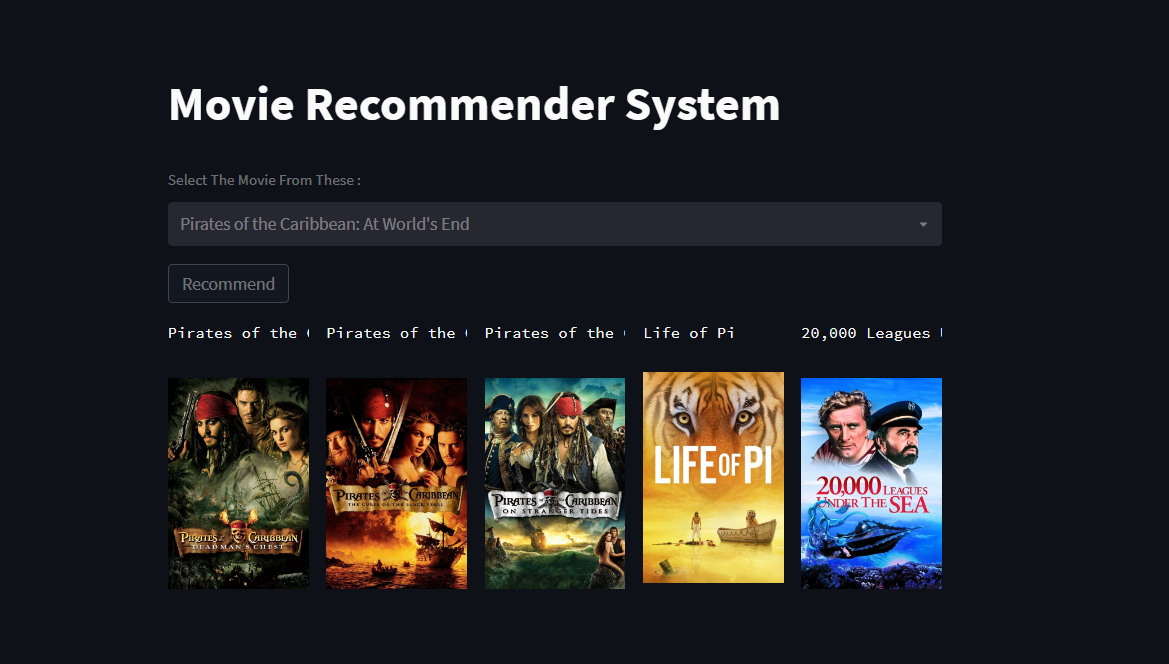 Movie Recommender System
Select The Movie From These :
Pirates of the Caribbean: At World's End
Recommend
Pirates of the
Pirates of the
Pirates of the
Life of Pi
20,000 Leagues
PIRATES of the CARIBBEAN
DEAD MAN'S CHEST
PIRATES of the CARIBBEAN
THE CURSE OF THE BLACK PEARL
PIRATES of the CARIBBEAN
ON STRANGER TIDES
LIFE OF PI
20,000 LEAGUES
UNDER THE SEA